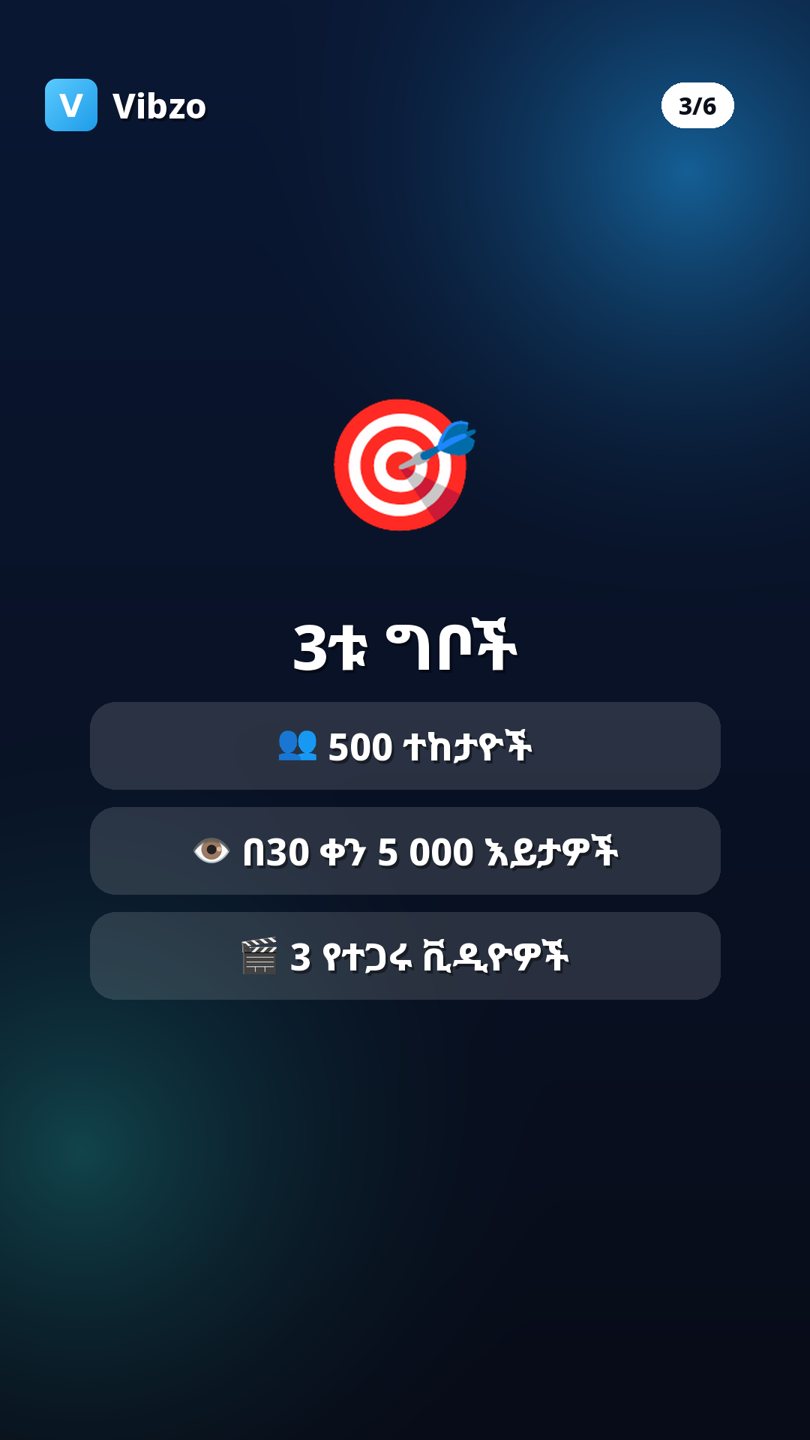 V Vibzo
3/6
3ቱ ግቦች
👥 500 ተከታዮች
👁️ በ30 ቀን 5 000 እይታዎች
🎬 3 የተጋሩ ቪዲዮዎች